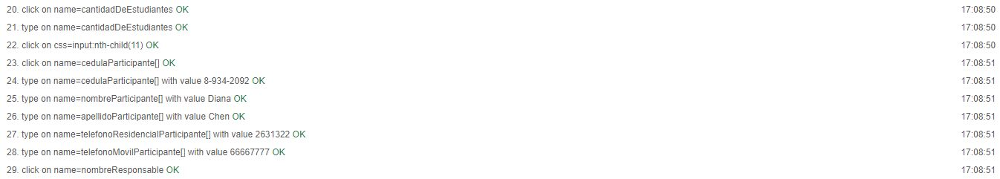 20. click on name=cantidadDeEstudiantes OK 17:08:50
21. type on name=cantidadDeEstudiantes OK 17:08:50
22. click on css=input:nth-child(11) OK 17:08:50
23. click on name=cedulaParticipante[] OK 17:08:51
24. type on name=cedulaParticipante[] with value 8-934-2092 OK 17:08:51
25. type on name=nombreParticipante[] with value Diana OK 17:08:51
26. type on name=apellidoParticipante[] with value Chen OK 17:08:51
27. type on name=telefonoResidencialParticipante[] with value 2631322 OK 17:08:51
28. type on name=telefonoMovilParticipante[] with value 66667777 OK 17:08:51
29. click on name=nombreResponsable OK 17:08:51